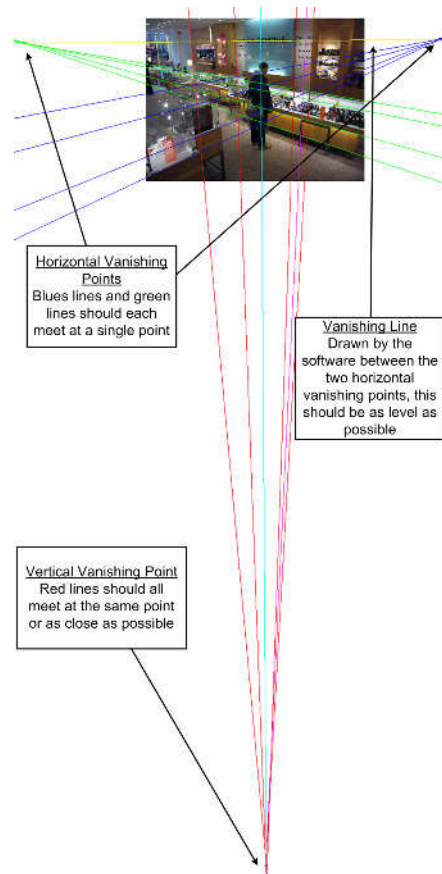 Horizontal Vanishing
Points
Blues lines and green
lines should each
meet at a single point
Vanishing Line
Drawn by the
software between the
two horizontal
vanishing points, this
should be as level as
possible
Vertical Vanishing Point
Red lines should all
meet at the same point
or as close as possible